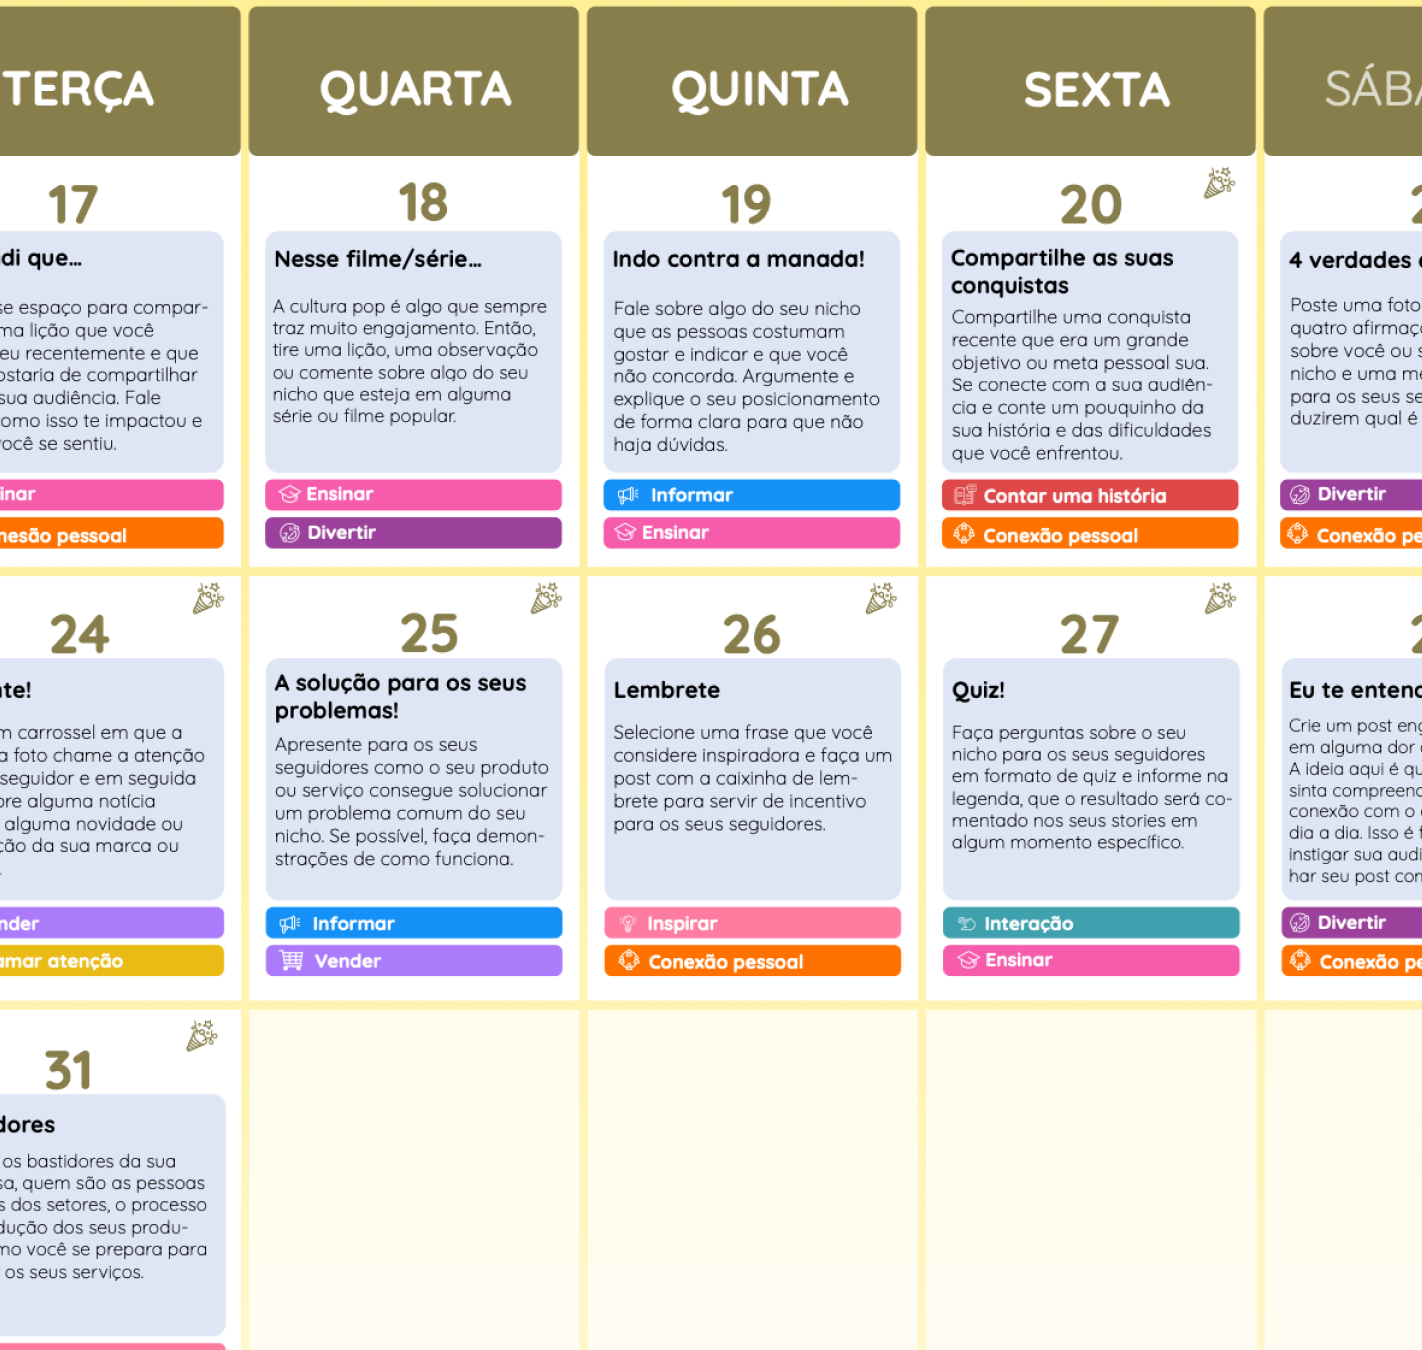 TERÇA
QUARTA
QUINTA
SEXTA
17
di que...
se espaço para compar-
ma lição que você
eu recentemente e que
ostaria de compartilhar
sua audiência. Fale
omo isso te impactou e
ocê se sentiu.
inar
nesão pessoal
18
Nesse filme/série...
A cultura pop é algo que sempre
traz muito engajamento. Então,
tire uma lição, uma observação
ou comente sobre algo do seu
nicho que esteja em alguma
série ou filme popular.
Ensinar
Divertir
19
Indo contra a manada!
Fale sobre algo do seu nicho
que as pessoas costumam
gostar e indicar e que você
não concorda. Argumente e
explique o seu posicionamento
de forma clara para que não
haja dúvidas.
Informar
Ensinar
20
Compartilhe as suas
conquistas
Compartilhe uma conquista
recente que era um grande
objetivo ou meta pessoal sua.
Se conecte com a sua audiên-
cia e conte um pouquinho da
sua história e das dificuldades
que você enfrentou.
Contar uma história
Conexão pessoal
SÁB
2
4 verdades
Poste uma foto
quatro afirmaç
sobre você ou s
nicho e uma me
para os seus se
duzirem qual é
Divertir
Conexão pe
24
nte!
m carrossel em que a
a foto chame a atenção
seguidor e em seguida
bre alguma notícia
alguma novidade ou
ção da sua marca ou
.
nder
amar atenção
25
A solução para os seus
problemas!
Apresente para os seus
seguidores como o seu produto
ou serviço consegue solucionar
um problema comum do seu
nicho. Se possível, faça demon-
strações de como funciona.
Informar
Vender
26
Lembrete
Selecione uma frase que você
considere inspiradora e faça um
post com a caixinha de lem-
brete para servir de incentivo
para os seus seguidores.
Inspirar
Conexão pessoal
27
Quiz!
Faça perguntas sobre o seu
nicho para os seus seguidores
em formato de quiz e informe na
legenda, que o resultado será co-
mentado nos seus stories em
algum momento específico.
Interação
Ensinar
2
Eu te entend
Crie um post eng
em alguma dor
A ideia aqui é qu
sinta compreend
conexão com o
dia a dia. Isso é f
instigar sua audi
har seu post com
Divertir
Conexão pe
31
dores
os bastidores da sua
sa, quem são as pessoas
s dos setores, o processo
dução dos seus produ-
mo você se prepara para
os seus serviços.